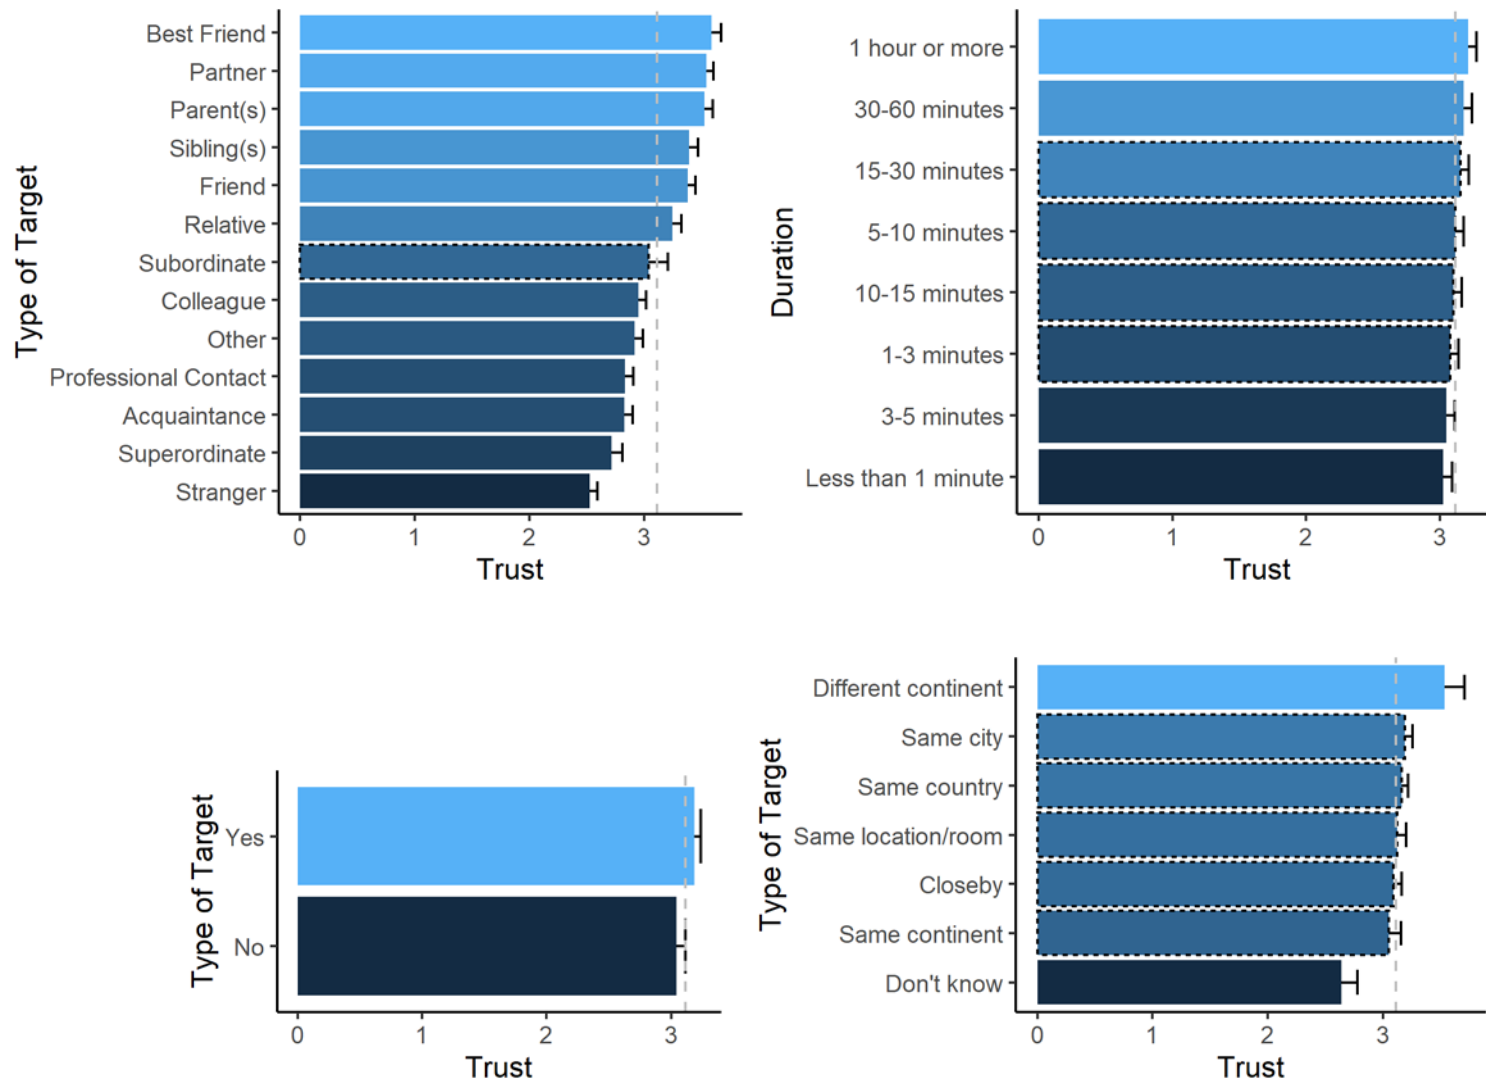 Type of Target
Best Friend
Partner
Parent(s)
Sibling(s)
Friend
Relative
Subordinate
Colleague
Other
Professional Contact
Acquaintance
Superordinate
Stranger
0 1 2 3
Trust
Duration
1 hour or more
30-60 minutes
15-30 minutes
5-10 minutes
10-15 minutes
1-3 minutes
3-5 minutes
Less than 1 minute
0 1 2 3
Trust
Type of Target
Yes
No
0 1 2 3
Trust
Type of Target
Different continent
Same city
Same country
Same location/room
Closeby
Same continent
Don't know
0 1 2 3
Trust